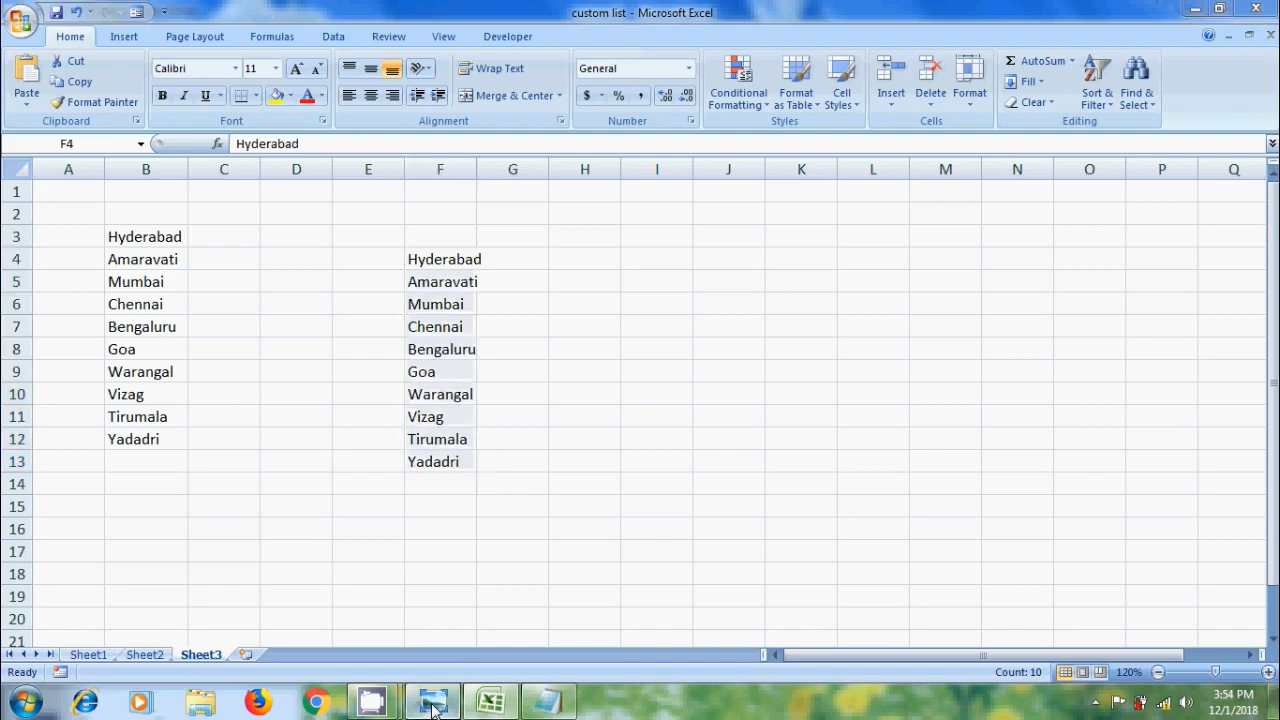 custom list - Microsoft Excel
Home Insert Page Layout Formulas Data Review View Developer
Paste Cut Copy Format Painter Clipboard
Calibri 11 A A B I U A Font
Wrap Text Merge & Center Alignment
General $ % , Number
Conditional Formatting Format as Table Cell Styles Styles
Insert Delete Format Cells
Σ AutoSum Fill Clear Sort & Filter Find & Select Editing
F4 fx Hyderabad
A B C D E F G H I J K L M N O P Q
1
2
3 Hyderabad
4 Amaravati Hyderabad
5 Mumbai Amaravati
6 Chennai Mumbai
7 Bengaluru Chennai
8 Goa Bengaluru
9 Warangal Goa
10 Vizag Warangal
11 Tirumala Vizag
12 Yadadri Tirumala
13 Yadadri
14
15
16
17
18
19
20
21
Sheet1 Sheet2 Sheet3
Ready Count: 10 120%
3:54 PM
12/1/2018